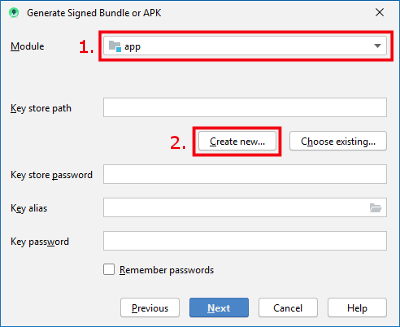 Generate Signed Bundle or APK
Module 1. app
Key store path
2. Create new... Choose existing...
Key store password
Key alias
Key password
Remember passwords
Previous Next Cancel Help